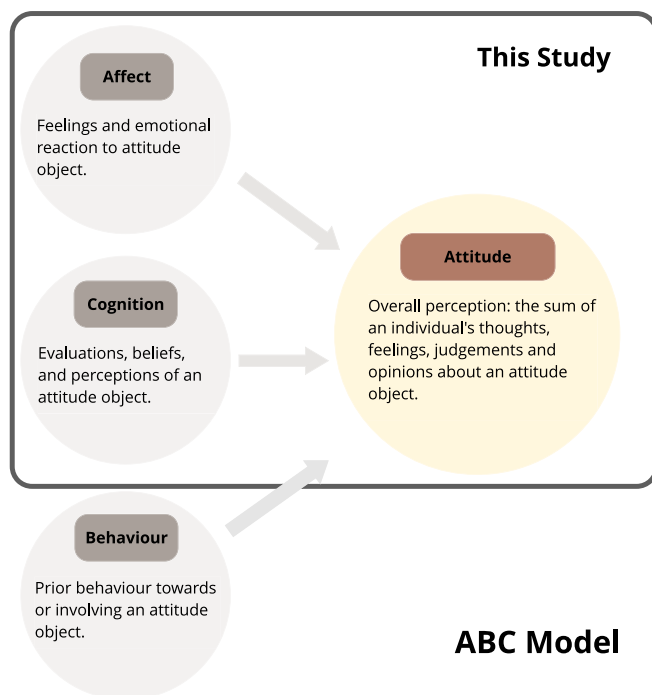 This Study
Affect
Feelings and emotional
reaction to attitude
object.
Cognition
Evaluations, beliefs,
and perceptions of an
attitude object.
Attitude
Overall perception: the sum of
an individual's thoughts,
feelings, judgements and
opinions about an attitude
object.
Behaviour
Prior behaviour towards
or involving an attitude
object.
ABC Model